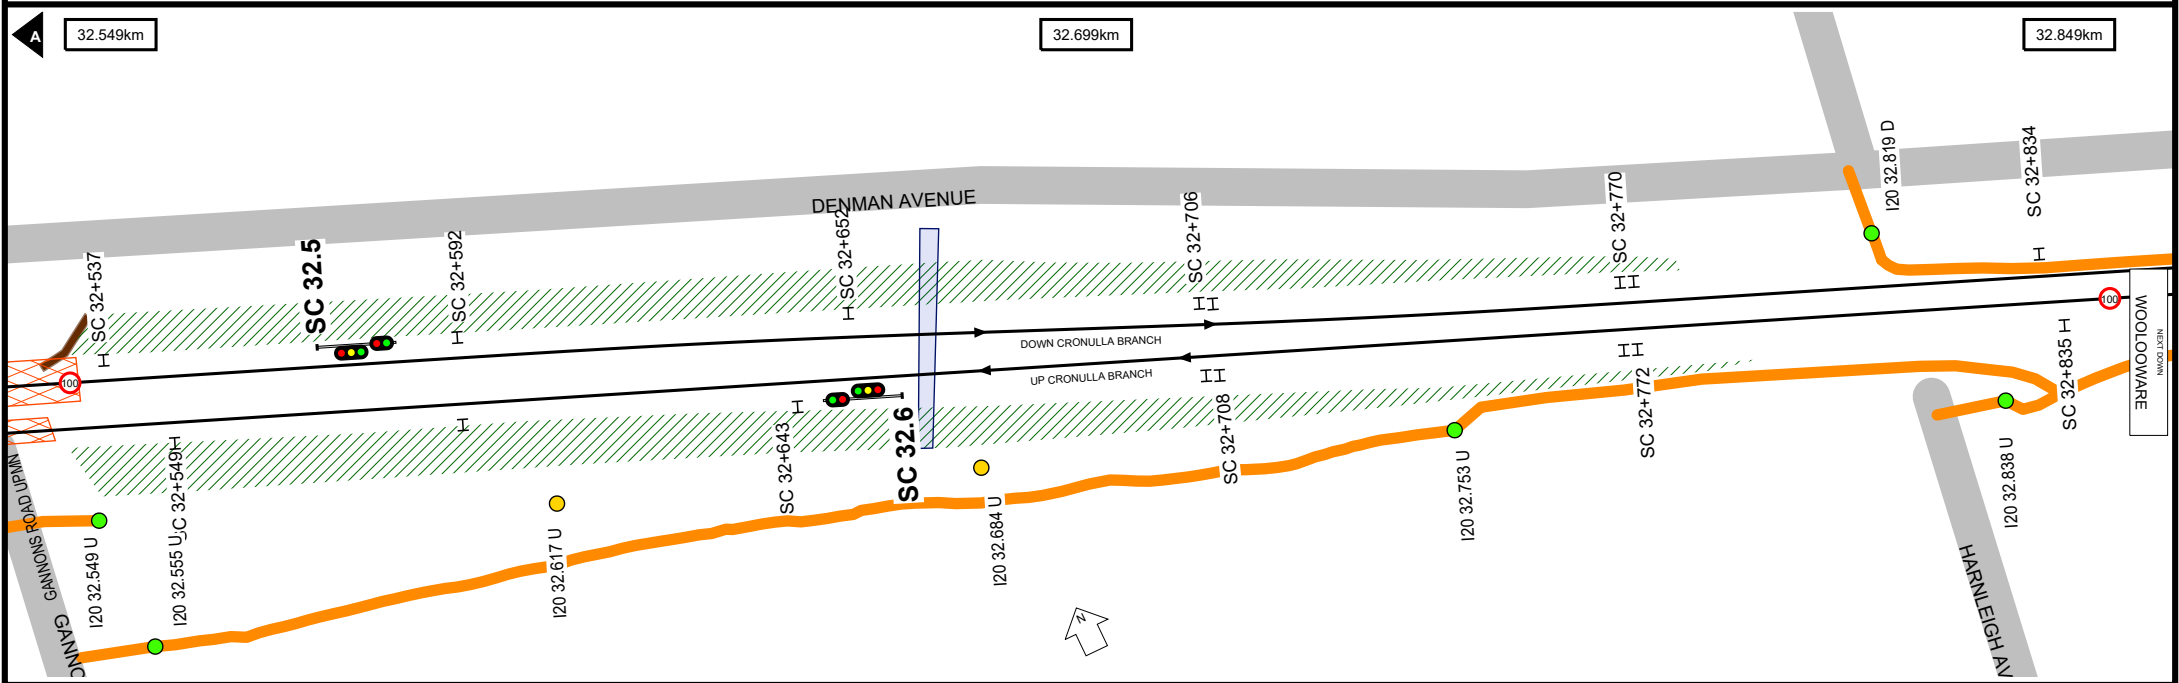 A
32.549km
32.699km
32.849km
DENMAN AVENUE
SC 32+537
SC 32.5
SC 32+592
SC 32+652
SC 32+706
SC 32+770
I20 32.819 D
SC 32+834
100
DOWN CRONULLA BRANCH
UP CRONULLA BRANCH
100
WOOLOOWARE
NEXT DOWN
GANNONS ROAD UPMN
SC 32+549
SC 32+643
SC 32.6
SC 32+708
SC 32+772
SC 32+835
I20 32.549 U
I20 32.555 U
I20 32.617 U
I20 32.684 U
I20 32.753 U
I20 32.838 U
GANNO
N
HARNLEIGH AV